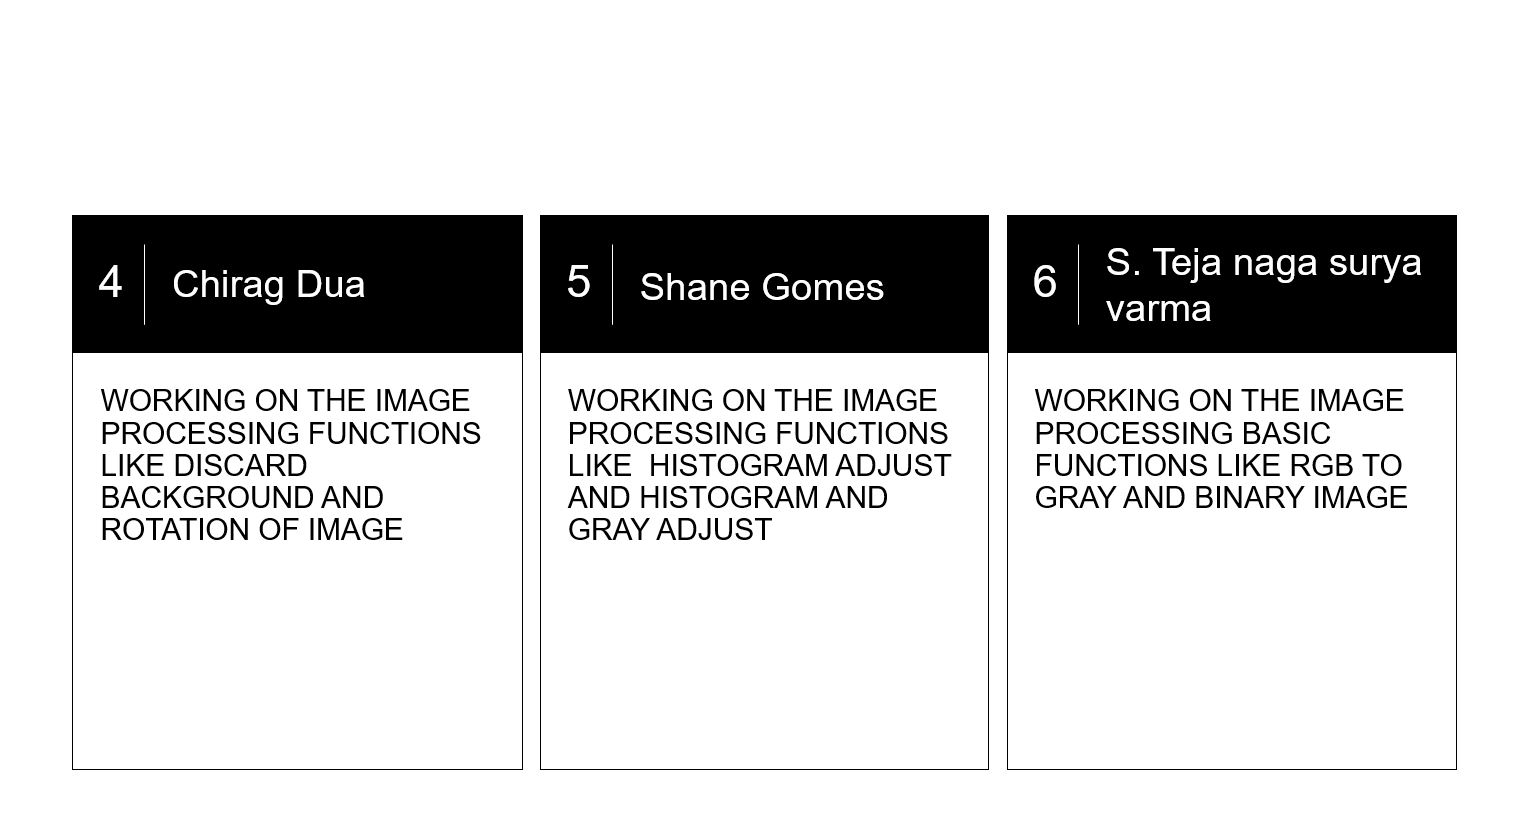 4
Chirag Dua
WORKING ON THE IMAGE
PROCESSING FUNCTIONS
LIKE DISCARD
BACKGROUND AND
ROTATION OF IMAGE
5
Shane Gomes
WORKING ON THE IMAGE
PROCESSING FUNCTIONS
LIKE  HISTOGRAM ADJUST
AND HISTOGRAM AND
GRAY ADJUST
6
S. Teja naga surya
varma
WORKING ON THE IMAGE
PROCESSING BASIC
FUNCTIONS LIKE RGB TO
GRAY AND BINARY IMAGE